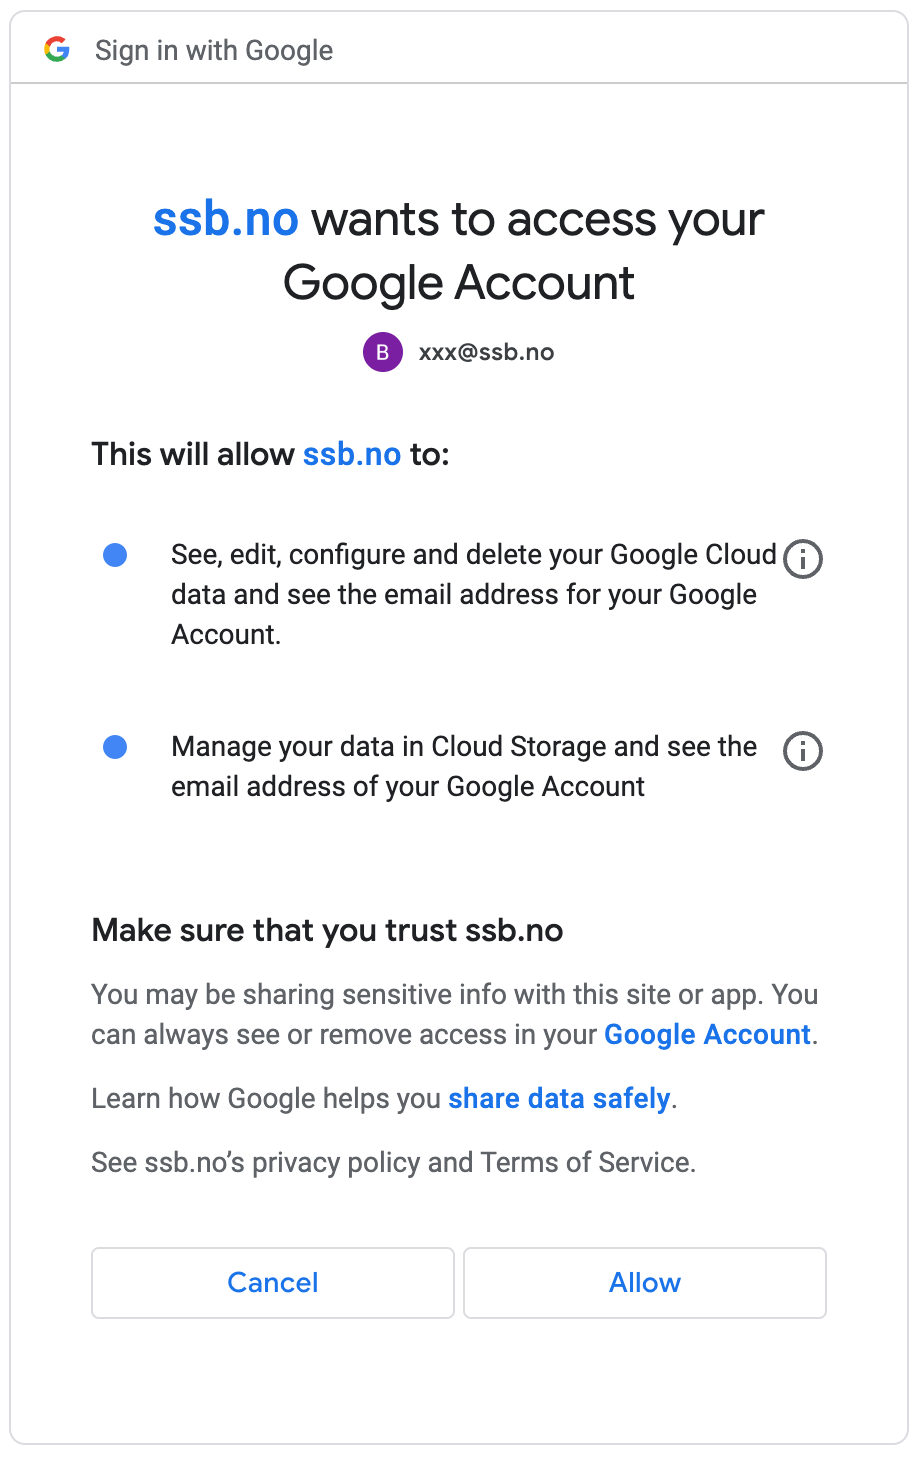 Sign in with Google
ssb.no wants to access your
Google Account
B xxx@ssb.no
This will allow ssb.no to:
See, edit, configure and delete your Google Cloud
data and see the email address for your Google
Account.
Manage your data in Cloud Storage and see the
email address of your Google Account
Make sure that you trust ssb.no
You may be sharing sensitive info with this site or app. You
can always see or remove access in your Google Account.
Learn how Google helps you share data safely.
See ssb.no’s privacy policy and Terms of Service.
Cancel Allow